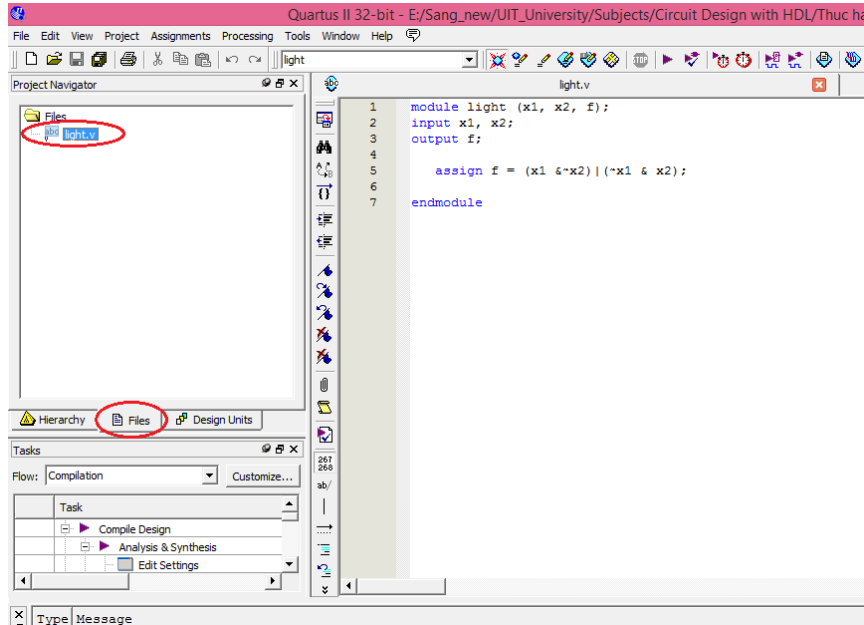 Quartus II 32-bit - E:/Sang_new/UIT_University/Subjects/Circuit Design with HDL/Thuc ha
File Edit View Project Assignments Processing Tools Window Help
light
Project Navigator
Files
abc light.v
Hierarchy Files Design Units
Tasks
Flow: Compilation Customize...
Task
Compile Design
Analysis & Synthesis
Edit Settings
abc light.v
267
268
ab/
1 module light (x1, x2, f);
2 input x1, x2;
3 output f;
4
5 assign f = (x1 &~x2)|(~x1 & x2);
6
7 endmodule
Type Message